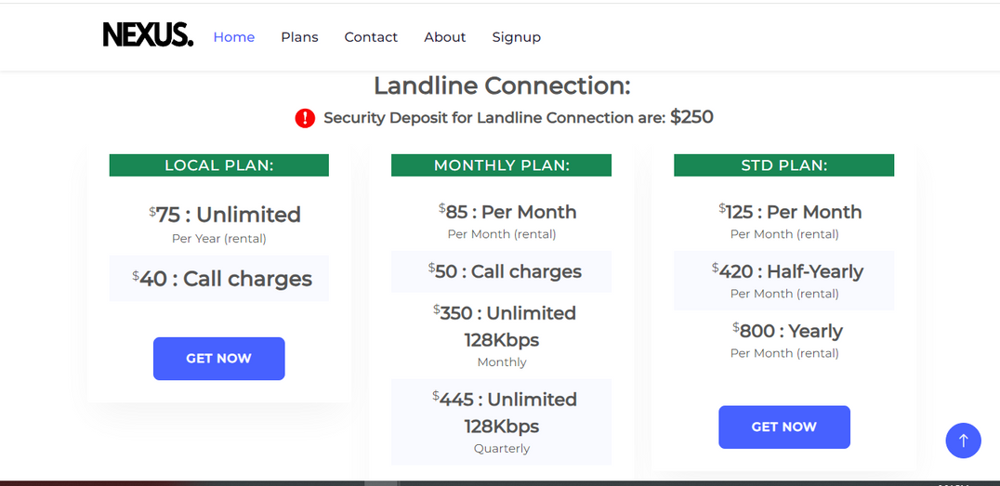 NEXUS.
Home
Plans
Contact
About
Signup
Landline Connection:
! Security Deposit for Landline Connection are: $250
LOCAL PLAN:
$75 : Unlimited
Per Year (rental)
$40 : Call charges
GET NOW
MONTHLY PLAN:
$85 : Per Month
Per Month (rental)
$50 : Call charges
$350 : Unlimited
128Kbps
Monthly
$445 : Unlimited
128Kbps
Quarterly
STD PLAN:
$125 : Per Month
Per Month (rental)
$420 : Half-Yearly
Per Month (rental)
$800 : Yearly
Per Month (rental)
GET NOW